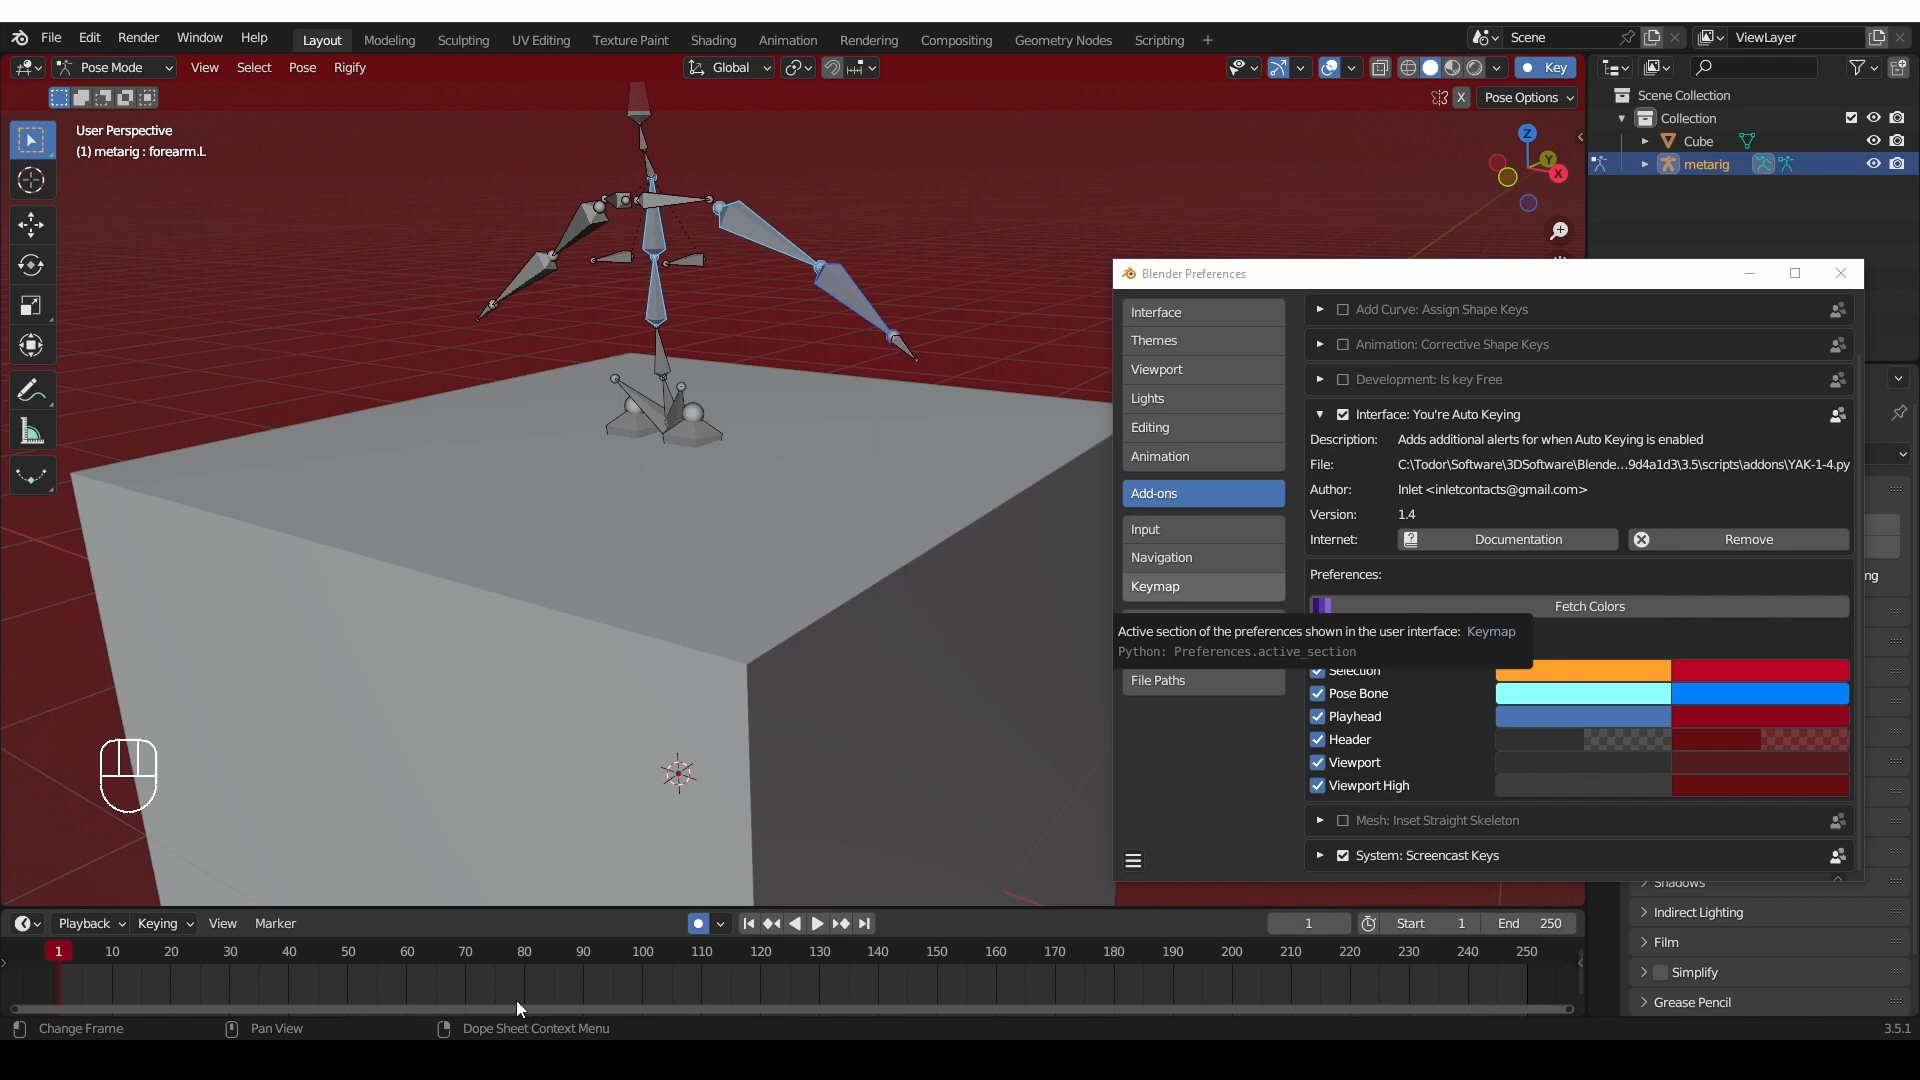 File Edit Render Window Help Layout Modeling Sculpting UV Editing Texture Paint Shading Animation Rendering Compositing Geometry Nodes Scripting + Scene ViewLayer
Pose Mode View Select Pose Rigify Global Key
X Pose Options
User Perspective
(1) metarig : forearm.L
Z
Y
X
Scene Collection
Collection
Cube
metarig
Blender Preferences
Interface
Themes
Viewport
Lights
Editing
Animation
Add-ons
Input
Navigation
Keymap
File Paths
Add Curve: Assign Shape Keys
Animation: Corrective Shape Keys
Development: Is key Free
Interface: You're Auto Keying
Description: Adds additional alerts for when Auto Keying is enabled
File: C:\Todor\Software\3DSoftware\Blende...9d4a1d3\3.5\scripts\addons\YAK-1-4.py
Author: Inlet <inletcontacts@gmail.com>
Version: 1.4
Internet: Documentation Remove
Preferences:
Fetch Colors
Active section of the preferences shown in the user interface: Keymap
Python: Preferences.active_section
Selection
Pose Bone
Playhead
Header
Viewport
Viewport High
Mesh: Inset Straight Skeleton
System: Screencast Keys
ng
Shadows
Indirect Lighting
Film
Simplify
Grease Pencil
Playback Keying View Marker 1 Start 1 End 250
1 10 20 30 40 50 60 70 80 90 100 110 120 130 140 150 160 170 180 190 200 210 220 230 240 250
Change Frame Pan View Dope Sheet Context Menu 3.5.1